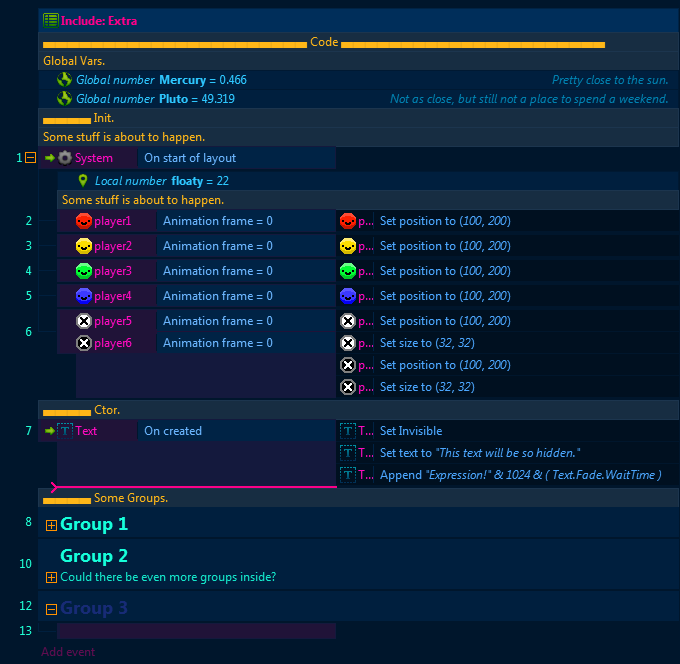 Include: Extra
Code
Global Vars.
Global number Mercury = 0.466 Pretty close to the sun.
Global number Pluto = 49.319 Not as close, but still not a place to spend a weekend.
Init.
Some stuff is about to happen.
1 System On start of layout
Local number floaty = 22
Some stuff is about to happen.
2 player1 Animation frame = 0 p... Set position to (100, 200)
3 player2 Animation frame = 0 p... Set position to (100, 200)
4 player3 Animation frame = 0 p... Set position to (100, 200)
5 player4 Animation frame = 0 p... Set position to (100, 200)
6 player5 Animation frame = 0 p... Set position to (100, 200)
player6 Animation frame = 0 p... Set size to (32, 32)
p... Set position to (100, 200)
p... Set size to (32, 32)
Ctor.
7 T Text On created T T... Set Invisible
T T... Set text to "This text will be so hidden."
T T... Append "Expression!" & 1024 & ( Text.Fade.WaitTime )
Some Groups.
8 Group 1
Group 2
10 Could there be even more groups inside?
12 Group 3
13
Add event